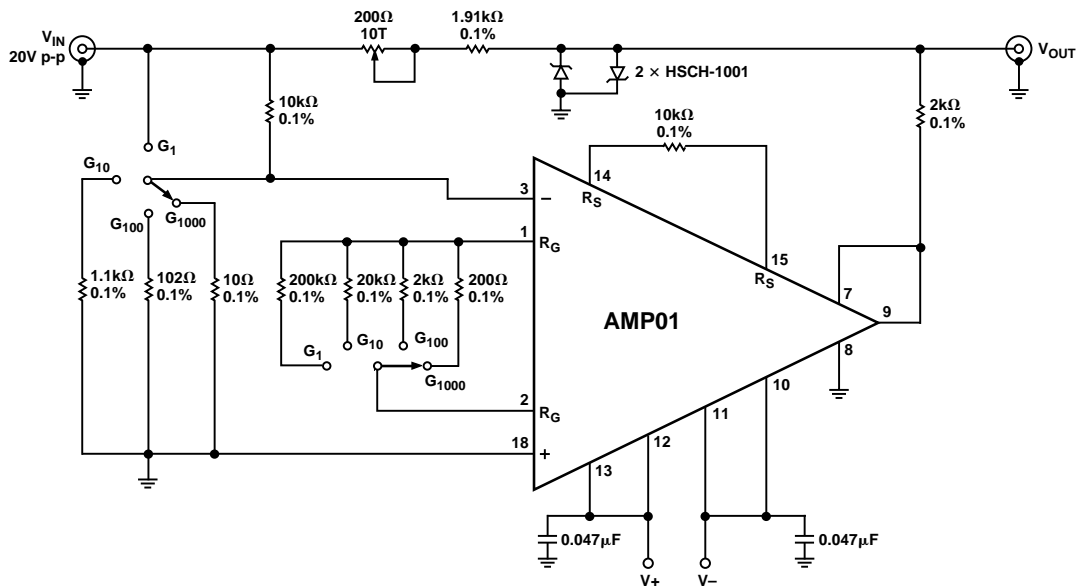 V_IN
20V p-p
200Ω
10T
1.91kΩ
0.1%
2 × HSCH-1001
V_OUT
10kΩ
0.1%
10kΩ
0.1%
2kΩ
0.1%
G_1
G_10
G_100
G_1000
1.1kΩ
0.1%
102Ω
0.1%
10Ω
0.1%
200kΩ
0.1%
20kΩ
0.1%
2kΩ
0.1%
200Ω
0.1%
G_1
G_10
G_100
G_1000
3
–
1
R_G
2
R_G
18
+
14
R_S
15
R_S
AMP01
7
9
8
10
11
12
13
0.047µF
0.047µF
V+
V–